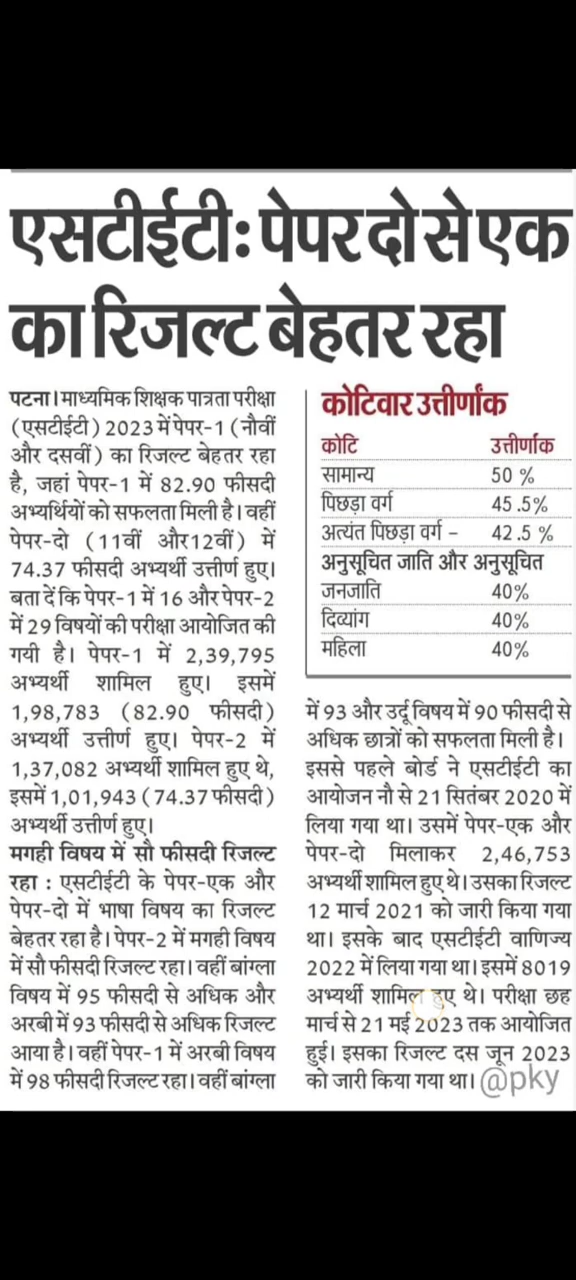 एसटीईटी: पेपर दो से एक
का रिजल्ट बेहतर रहा
पटना। माध्यमिक शिक्षक पात्रता परीक्षा
(एसटीईटी) 2023 में पेपर-1 (नौवीं
और दसवीं) का रिजल्ट बेहतर रहा
है, जहां पेपर-1 में 82.90 फीसदी
अभ्यर्थियों को सफलता मिली है। वहीं
पेपर-दो (11वीं और12वीं) में
74.37 फीसदी अभ्यर्थी उत्तीर्ण हुए।
बता दें कि पेपर-1 में 16 और पेपर-2
में 29 विषयों की परीक्षा आयोजित की
गयी है। पेपर-1 में 2,39,795
अभ्यर्थी शामिल हुए। इसमें
1,98,783 (82.90 फीसदी)
अभ्यर्थी उत्तीर्ण हुए। पेपर-2 में
1,37,082 अभ्यर्थी शामिल हुए थे,
इसमें 1,01,943 (74.37 फीसदी)
अभ्यर्थी उत्तीर्ण हुए।
मगही विषय में सौ फीसदी रिजल्ट
रहा : एसटीईटी के पेपर-एक और
पेपर-दो में भाषा विषय का रिजल्ट
बेहतर रहा है। पेपर-2 में मगही विषय
में सौ फीसदी रिजल्ट रहा। वहीं बांग्ला
विषय में 95 फीसदी से अधिक और
अरबी में 93 फीसदी से अधिक रिजल्ट
आया है। वहीं पेपर-1 में अरबी विषय
में 98 फीसदी रिजल्ट रहा। वहीं बांग्ला
कोटिवार उत्तीर्णांक
कोटि उत्तीर्णांक
सामान्य 50 %
पिछड़ा वर्ग 45.5%
अत्यंत पिछड़ा वर्ग – 42.5 %
अनुसूचित जाति और अनुसूचित
जनजाति 40%
दिव्यांग 40%
महिला 40%
में 93 और उर्दू विषय में 90 फीसदी से
अधिक छात्रों को सफलता मिली है।
इससे पहले बोर्ड ने एसटीईटी का
आयोजन नौ से 21 सितंबर 2020 में
लिया गया था। उसमें पेपर-एक और
पेपर-दो मिलाकर 2,46,753
अभ्यर्थी शामिल हुए थे। उसका रिजल्ट
12 मार्च 2021 को जारी किया गया
था। इसके बाद एसटीईटी वाणिज्य
2022 में लिया गया था। इसमें 8019
अभ्यर्थी शामिल हुए थे। परीक्षा छह
मार्च से 21 मई 2023 तक आयोजित
हुई। इसका रिजल्ट दस जून 2023
को जारी किया गया था। @pky